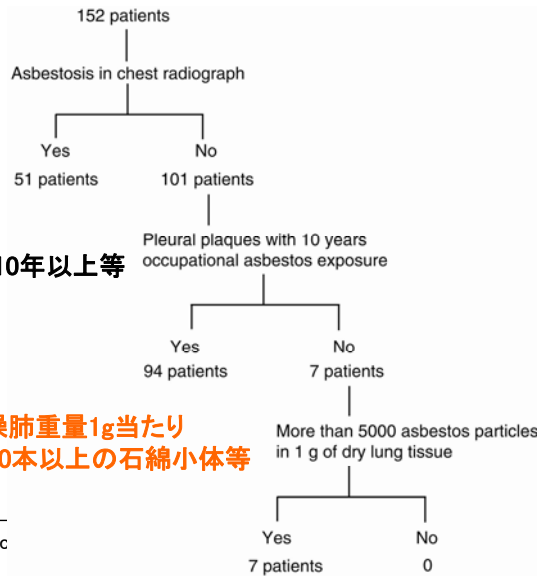 152 patients
Asbestosis in chest radiograph
Yes No
51 patients 101 patients
Pleural plaques with 10 years
occupational asbestos exposure
10年以上等
Yes No
94 patients 7 patients
肺重量1g当たり
0本以上の石綿小体等
More than 5000 asbestos particles
in 1 g of dry lung tissue
Yes No
7 patients 0